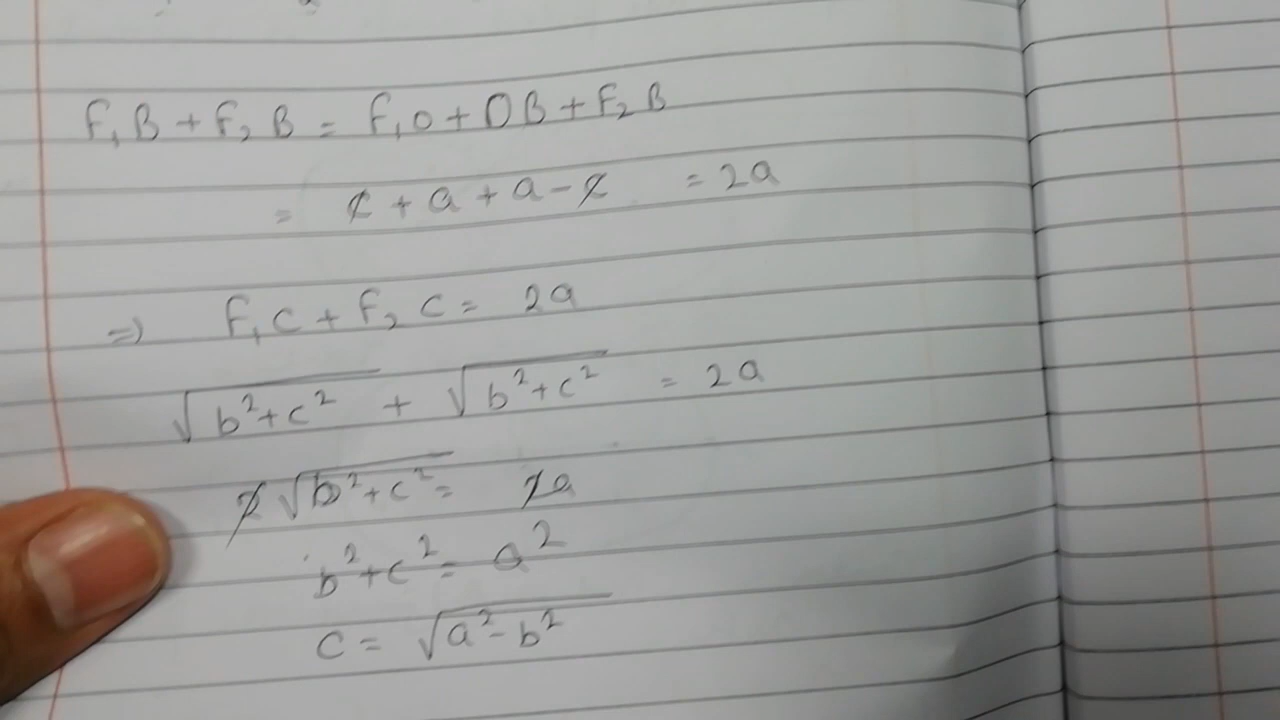 F₁B + F₂B = F₁O + OB + F₂B
= c + a + a - c = 2a
⇒ F₁C + F₂C = 2a
√(b²+c²) + √(b²+c²) = 2a
2√(b²+c²) = 2a
b²+c² = a²
c = √(a²-b²)